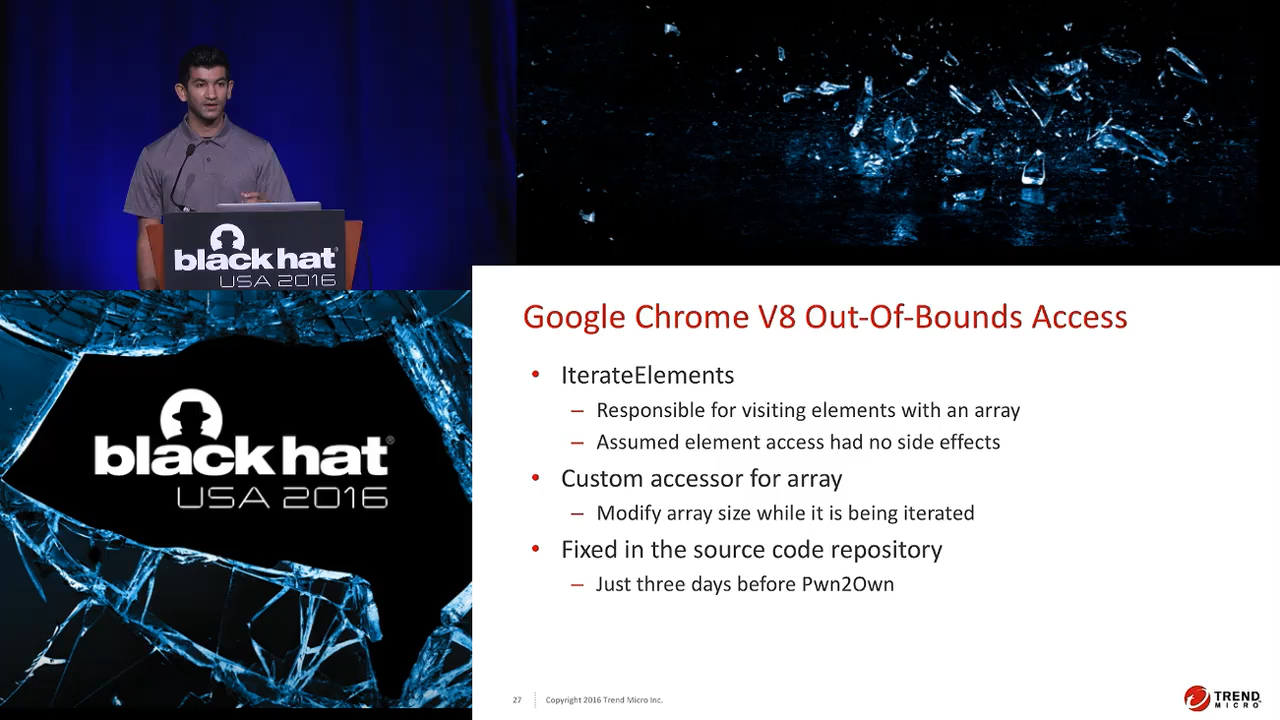 black hat®
USA 2016
black hat®
USA 2016
Google Chrome V8 Out-Of-Bounds Access
• IterateElements
– Responsible for visiting elements with an array
– Assumed element access had no side effects
• Custom accessor for array
– Modify array size while it is being iterated
• Fixed in the source code repository
– Just three days before Pwn2Own
27
Copyright 2016 Trend Micro Inc.
TREND
MICRO